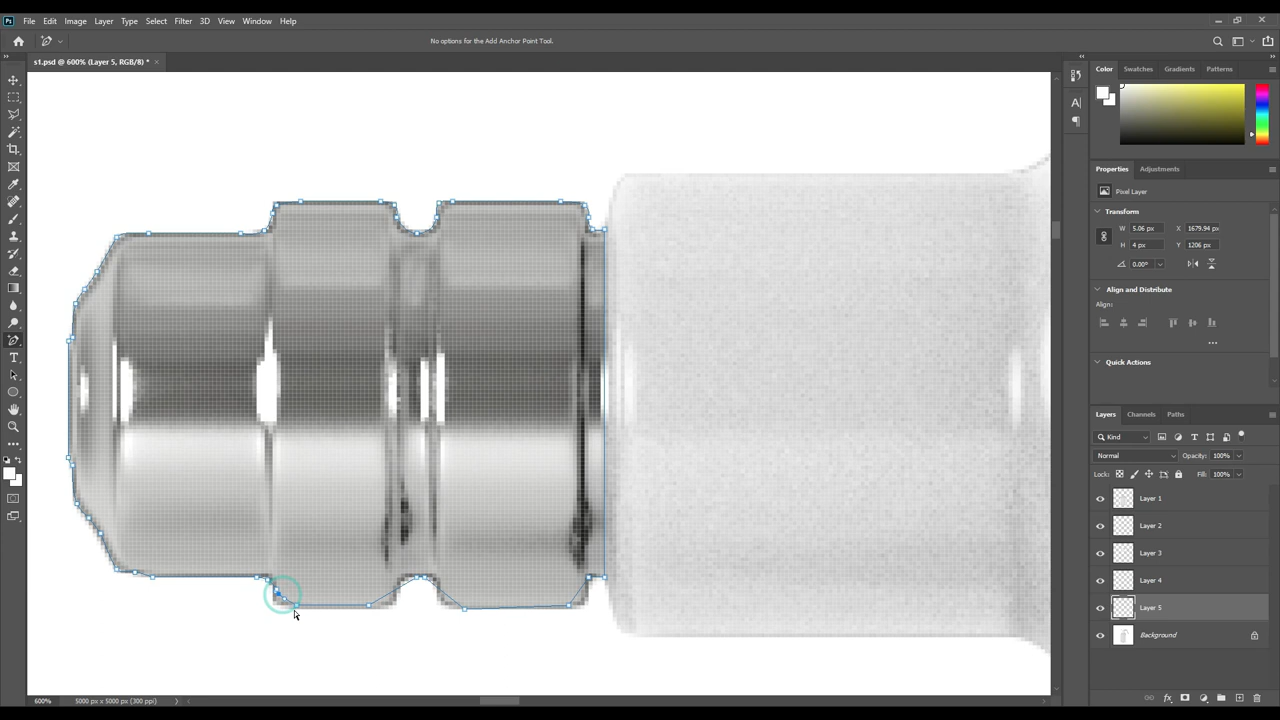 File Edit Image Layer Type Select Filter 3D View Window Help
No options for the Add Anchor Point Tool.
s1.psd @ 600% (Layer 5, RGB/8) *
Color Swatches Gradients Patterns
Properties Adjustments
Pixel Layer
Transform
W 5.06 px X 1679.94 px
H 4 px Y 1206 px
0.00°
Align and Distribute
Align:
Quick Actions
Layers Channels Paths
Kind
Normal Opacity: 100%
Lock: Fill: 100%
Layer 1
Layer 2
Layer 3
Layer 4
Layer 5
Background
600% 5000 px x 5000 px (300 ppi)